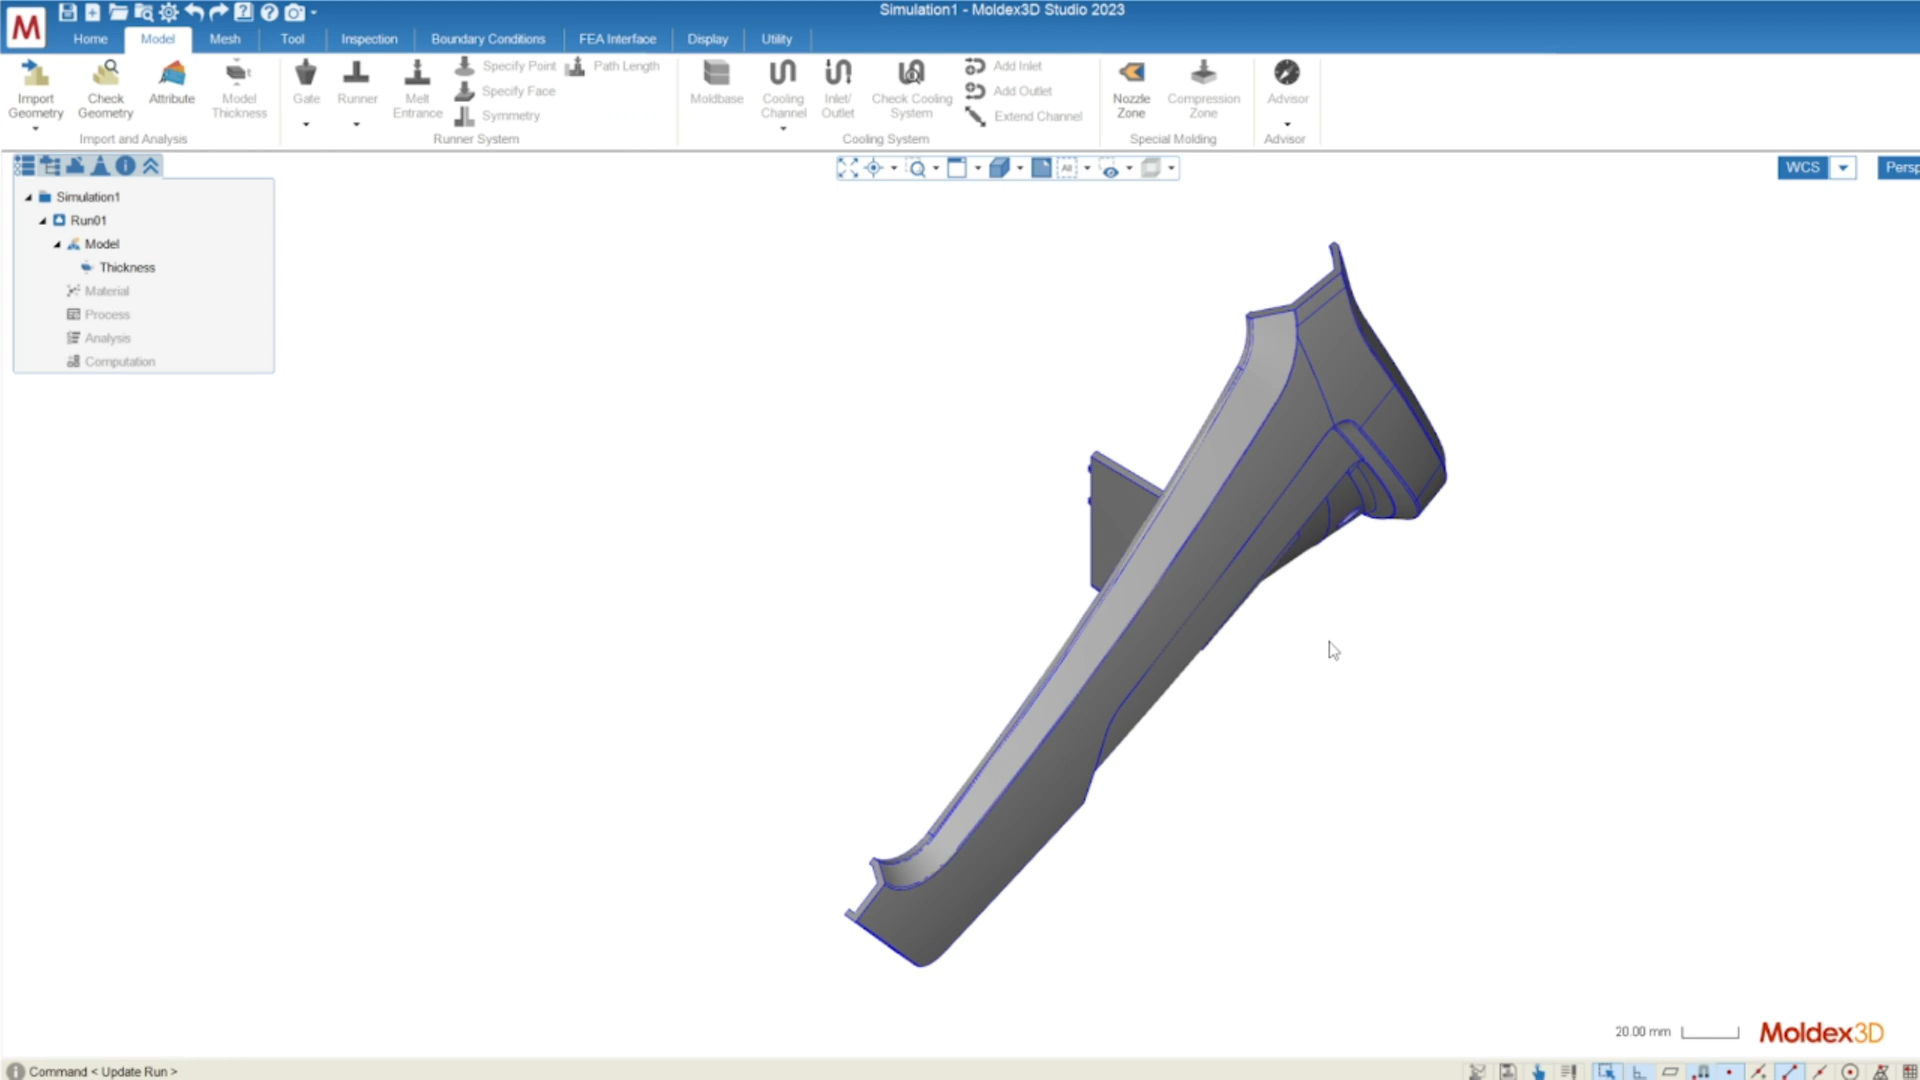 Simulation1 - Moldex3D Studio 2023
M
Home Model Mesh Tool Inspection Boundary Conditions FEA Interface Display Utility
Import Geometry
Check Geometry
Attribute
Model Thickness
Import and Analysis
Gate
Runner
Melt Entrance
Specify Point
Specify Face
Symmetry
Path Length
Runner System
Moldbase
Cooling Channel
Inlet/ Outlet
Check Cooling System
Add Inlet
Add Outlet
Extend Channel
Cooling System
Nozzle Zone
Compression Zone
Special Molding
Advisor
Advisor
All
WCS
Persp
Simulation1
Run01
Model
Thickness
Material
Process
Analysis
Computation
20.00 mm
Moldex3D
Command < Update Run >